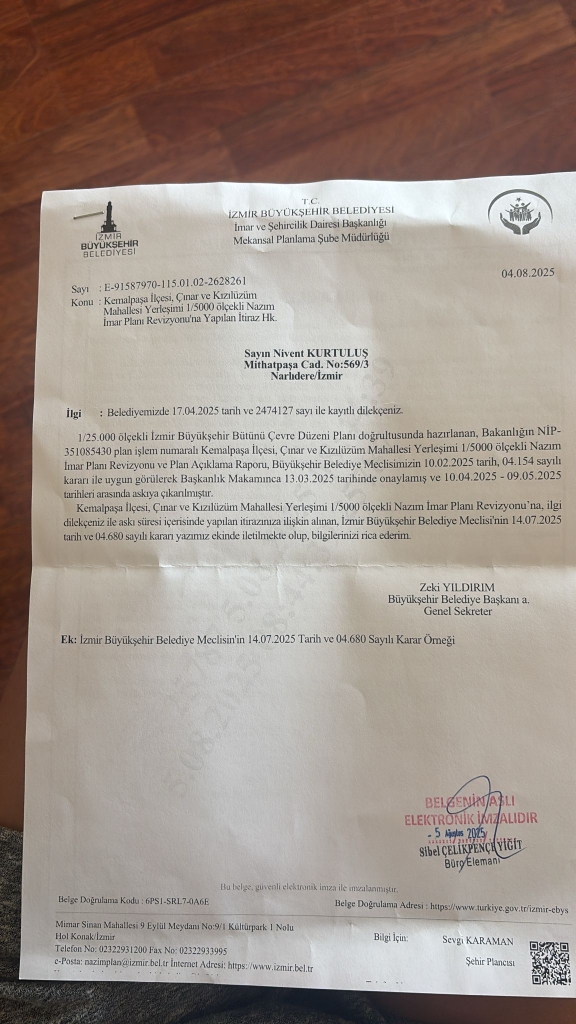 T.C.
İZMİR BÜYÜKŞEHİR BELEDİYESİ
İmar ve Şehircilik Dairesi Başkanlığı
Mekansal Planlama Şube Müdürlüğü
İZMİR
BÜYÜKŞEHİR
BELEDİYESİ
04.08.2025
Sayı : E-91587970-115.01.02-2628261
Konu : Kemalpaşa İlçesi, Çınar ve Kızılüzüm
Mahallesi Yerleşimi 1/5000 ölçekli Nazım
İmar Planı Revizyonu'na Yapılan İtiraz Hk.
Sayın Nivent KURTULUŞ
Mithatpaşa Cad. No:569/3
Narlıdere/İzmir
İlgi : Belediyemizde 17.04.2025 tarih ve 2474127 sayı ile kayıtlı dilekçeniz.
1/25.000 ölçekli İzmir Büyükşehir Bütünü Çevre Düzeni Planı doğrultusunda hazırlanan, Bakanlığın NİP-
351085430 plan işlem numaralı Kemalpaşa İlçesi, Çınar ve Kızılüzüm Mahallesi Yerleşimi 1/5000 ölçekli Nazım
İmar Planı Revizyonu ve Plan Açıklama Raporu, Büyükşehir Belediye Meclisimizin 10.02.2025 tarih, 04.154 sayılı
kararı ile uygun görülerek Başkanlık Makamınca 13.03.2025 tarihinde onaylamış ve 10.04.2025 - 09.05.2025
tarihleri arasında askıya çıkarılmıştır.
Kemalpaşa İlçesi, Çınar ve Kızılüzüm Mahallesi Yerleşimi 1/5000 ölçekli Nazım İmar Planı Revizyonu'na, ilgi
dilekçeniz ile askı süresi içerisinde yapılan itirazınıza ilişkin alınan, İzmir Büyükşehir Belediye Meclisi'nin 14.07.2025
tarih ve 04.680 sayılı kararı yazımız ekinde iletilmekte olup, bilgilerinizi rica ederim.
Zeki YILDIRIM
Büyükşehir Belediye Başkanı a.
Genel Sekreter
Ek: İzmir Büyükşehir Belediye Meclisin'in 14.07.2025 Tarih ve 04.680 Sayılı Karar Örneği
BELGENİN ASLI
ELEKTRONİK İMZALIDIR
- 5 Ağustos 2025
Sibel ÇELİKPENÇE YİĞİT
Büro Elemanı
Bu belge, güvenli elektronik imza ile imzalanmıştır.
Belge Doğrulama Kodu : 6PS1-SRL7-0A6E
Belge Doğrulama Adresi : https://www.turkiye.gov.tr/izmir-ebys
Mimar Sinan Mahallesi 9 Eylül Meydanı No:9/1 Kültürpark 1 Nolu
Hol Konak/İzmir
Telefon No: 02322931200 Fax No: 02322933995
e-Posta: nazimplan@izmir.bel.tr İnternet Adresi: https://www.izmir.bel.tr
Bilgi İçin:
Sevgi KARAMAN
Şehir Plancısı